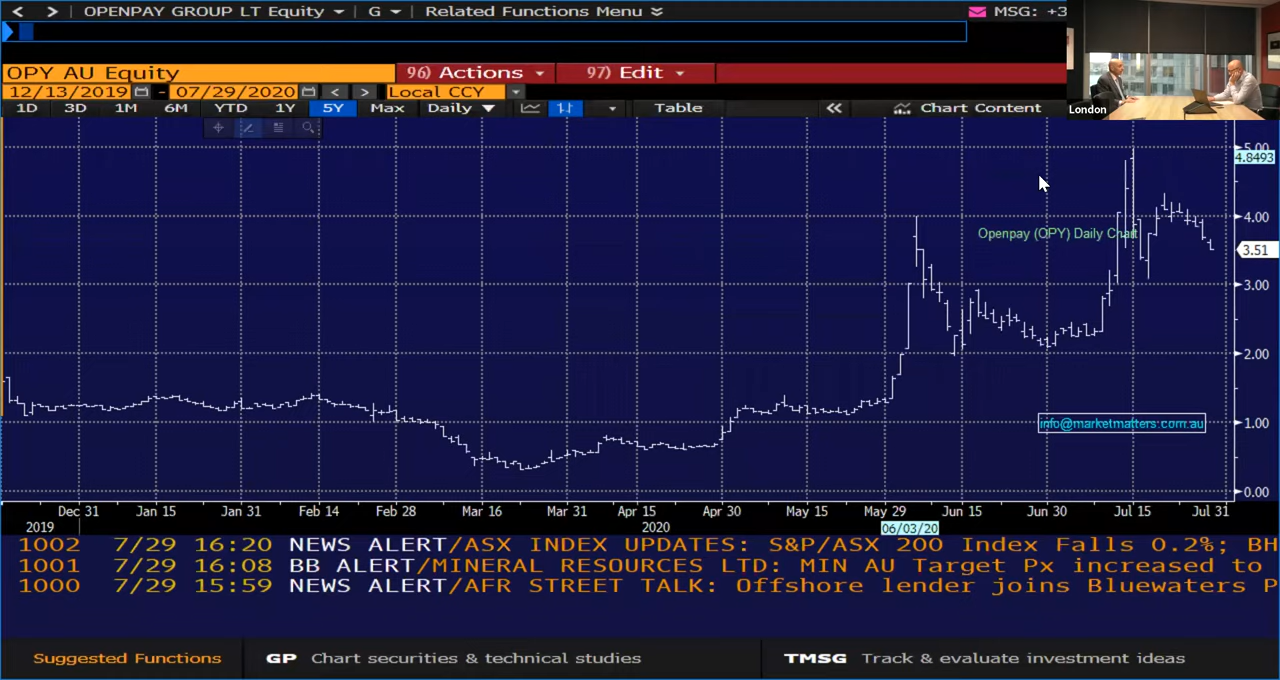 < > OPENPAY GROUP LT Equity | G | Related Functions Menu MSG: +3
OPY AU Equity 96) Actions 97) Edit
12/13/2019 - 07/29/2020 < > Local CCY
1D 3D 1M 6M YTD 1Y 5Y Max Daily Table Chart Content
London
5.00
4.8493
4.00
Openpay (OPY) Daily Chart
3.51
3.00
2.00
1.00
info@marketmatters.com.au
0.00
Dec 31 Jan 15 Jan 31 Feb 14 Feb 28 Mar 16 Mar 31 Apr 15 Apr 30 May 15 May 29 Jun 15 Jun 30 Jul 15 Jul 31
2019 2020 06/03/20
1002 7/29 16:20 NEWS ALERT/ASX INDEX UPDATES: S&P/ASX 200 Index Falls 0.2%; BH
1001 7/29 16:08 BB ALERT/MINERAL RESOURCES LTD: MIN AU Target Px increased to
1000 7/29 15:59 NEWS ALERT/AFR STREET TALK: Offshore lender joins Bluewaters P
Suggested Functions GP Chart securities & technical studies TMSG Track & evaluate investment ideas